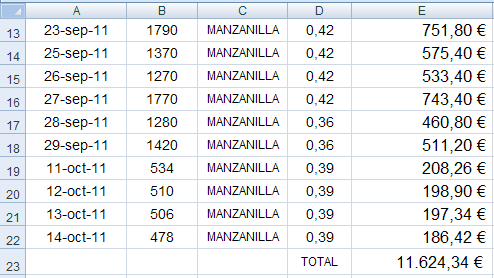 A B C D E
13 23-sep-11 1790 MANZANILLA 0,42 751,80 €
14 25-sep-11 1370 MANZANILLA 0,42 575,40 €
15 26-sep-11 1270 MANZANILLA 0,42 533,40 €
16 27-sep-11 1770 MANZANILLA 0,42 743,40 €
17 28-sep-11 1280 MANZANILLA 0,36 460,80 €
18 29-sep-11 1420 MANZANILLA 0,36 511,20 €
19 11-oct-11 534 MANZANILLA 0,39 208,26 €
20 12-oct-11 510 MANZANILLA 0,39 198,90 €
21 13-oct-11 506 MANZANILLA 0,39 197,34 €
22 14-oct-11 478 MANZANILLA 0,39 186,42 €
23 TOTAL 11.624,34 €